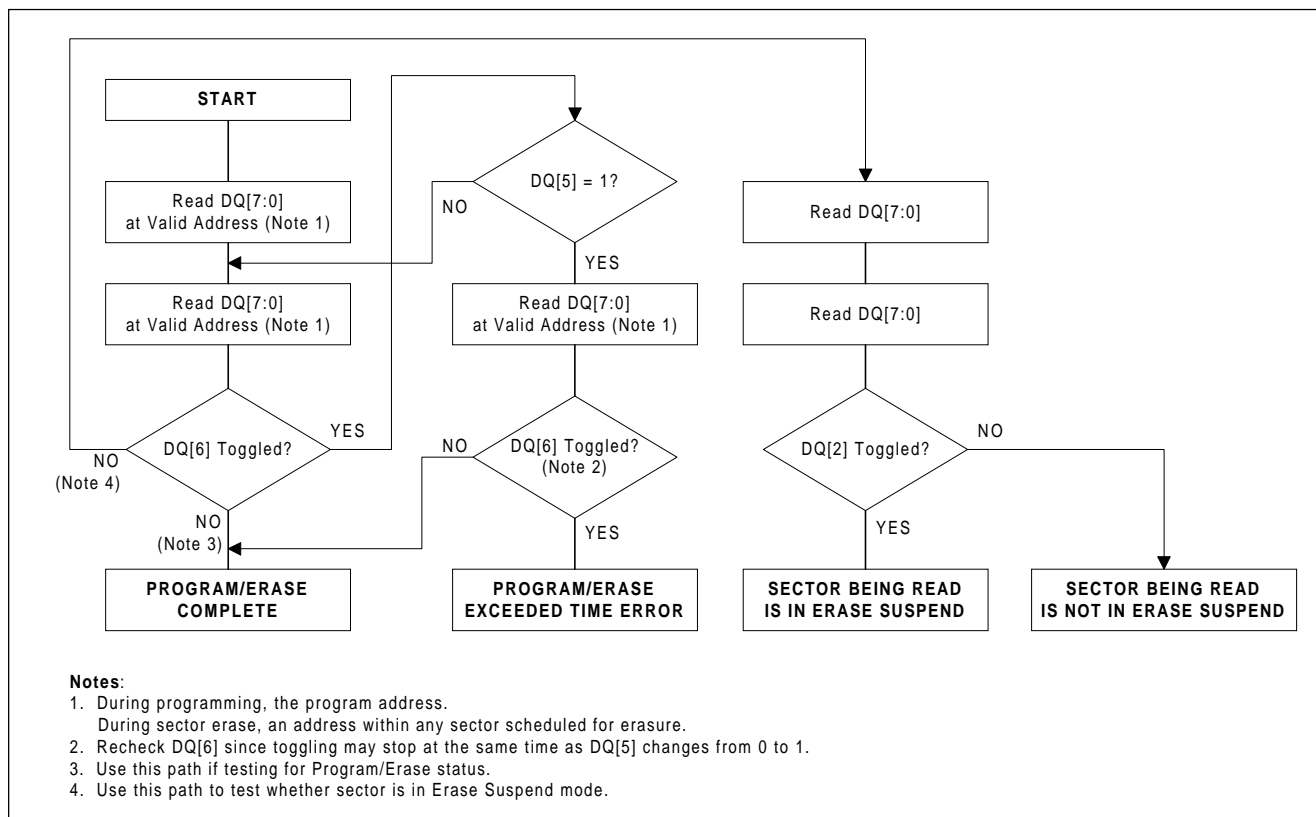 START
Read DQ[7:0]
at Valid Address (Note 1)
Read DQ[7:0]
at Valid Address (Note 1)
DQ[6] Toggled?
YES
NO
(Note 4)
NO
(Note 3)
PROGRAM/ERASE
COMPLETE
DQ[5] = 1?
NO
YES
Read DQ[7:0]
at Valid Address (Note 1)
DQ[6] Toggled?
(Note 2)
NO
YES
PROGRAM/ERASE
EXCEEDED TIME ERROR
Read DQ[7:0]
Read DQ[7:0]
DQ[2] Toggled?
NO
YES
SECTOR BEING READ
IS IN ERASE SUSPEND
SECTOR BEING READ
IS NOT IN ERASE SUSPEND
Notes:
1. During programming, the program address.
During sector erase, an address within any sector scheduled for erasure.
2. Recheck DQ[6] since toggling may stop at the same time as DQ[5] changes from 0 to 1.
3. Use this path if testing for Program/Erase status.
4. Use this path to test whether sector is in Erase Suspend mode.